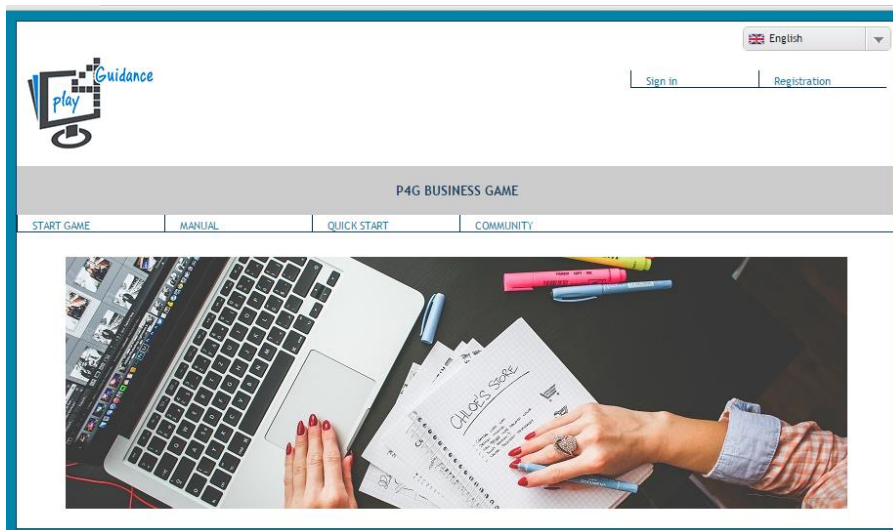 English
Guidance
play
Sign in
Registration
P4G BUSINESS GAME
START GAME
MANUAL
QUICK START
COMMUNITY
CHLOE'S STORE